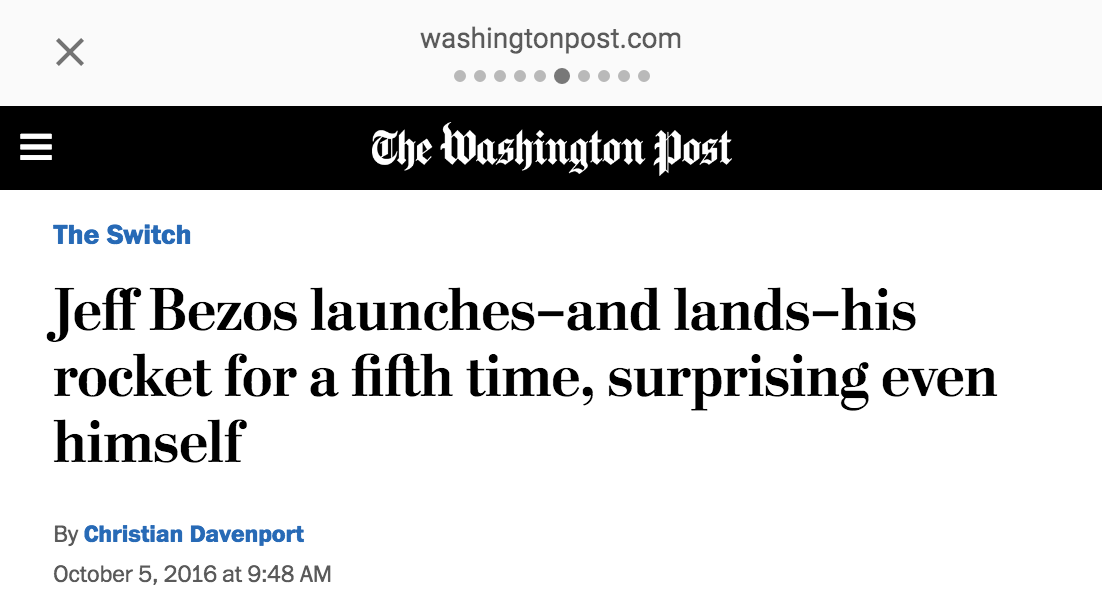 washingtonpost.com
The Washington Post
The Switch
Jeff Bezos launches–and lands–his
rocket for a fifth time, surprising even
himself
By Christian Davenport
October 5, 2016 at 9:48 AM